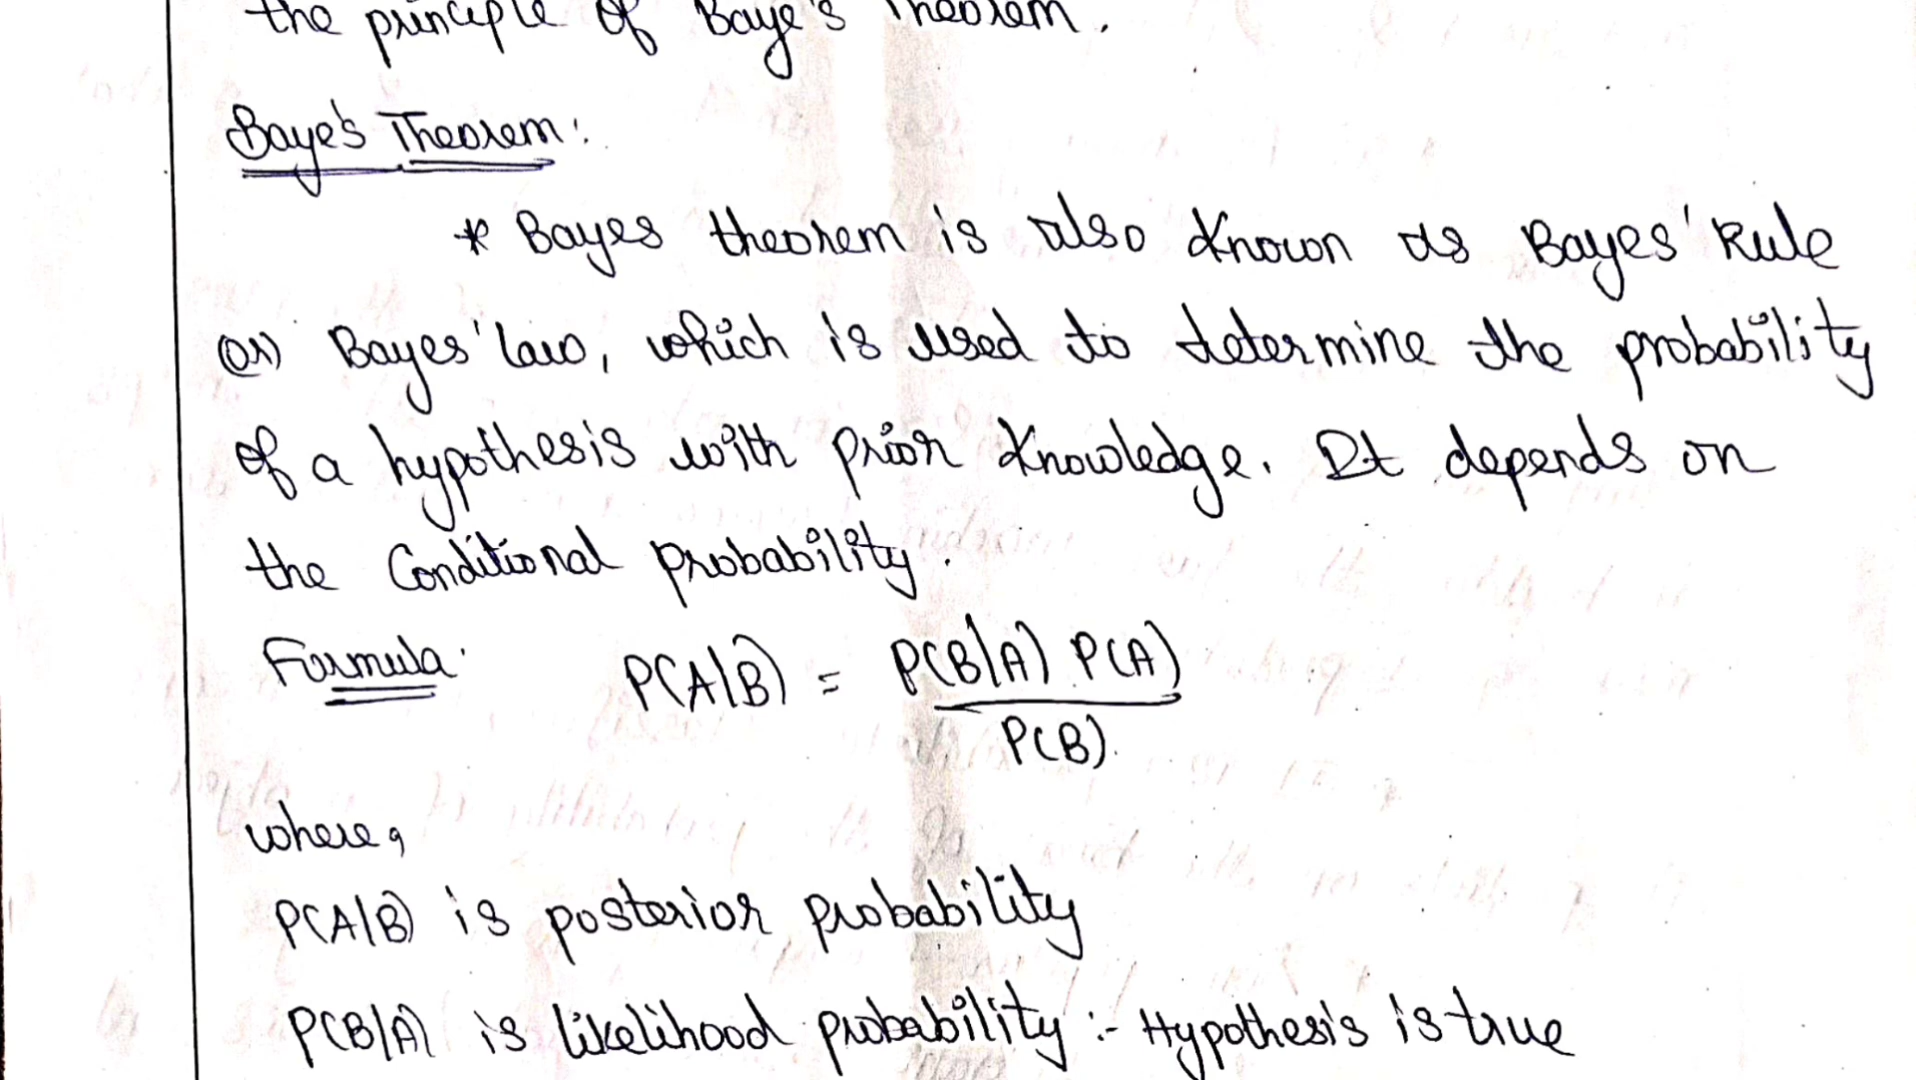 the principle of Baye's Theorem.
Baye's Theorem:
* Bayes theorem is also known as Bayes' Rule
(or) Bayes' law, which is used to determine the probability
of a hypothesis with prior knowledge. It depends on
the Conditional probability.
Formula: P(A|B) = P(B|A) P(A)
P(B).
where,
P(A|B) is posterior probability
P(B|A) is likelihood probability :- Hypothesis is true